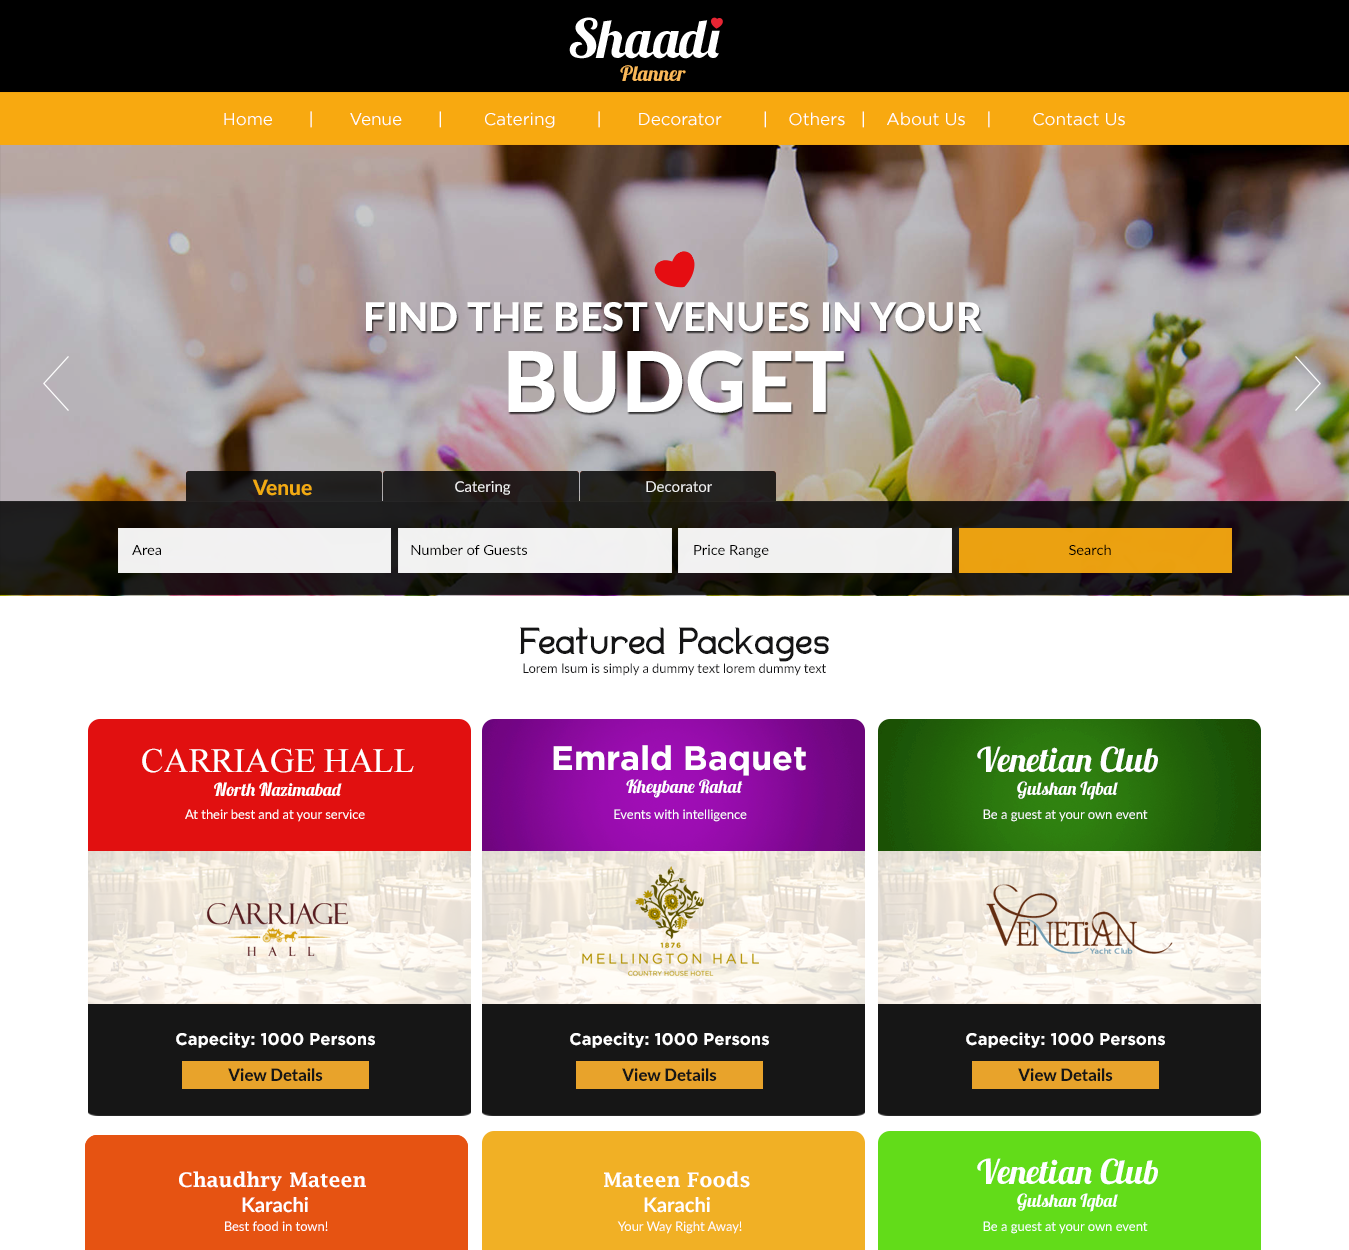 Shaadi
Planner
Home | Venue | Catering | Decorator | Others | About Us | Contact Us
FIND THE BEST VENUES IN YOUR
BUDGET
Venue Catering Decorator
Area Number of Guests Price Range Search
Featured Packages
Lorem Isum is simply a dummy text lorem dummy text
CARRIAGE HALL
North Nazimabad
At their best and at your service
CARRIAGE
HALL
Capecity: 1000 Persons
View Details
Emrald Baquet
Kheybane Rahat
Events with intelligence
1876
MELLINGTON HALL
COUNTRY HOUSE HOTEL
Capecity: 1000 Persons
View Details
Venetian Club
Gulshan Iqbal
Be a guest at your own event
VENETiAN
Yacht Club
Capecity: 1000 Persons
View Details
Chaudhry Mateen
Karachi
Best food in town!
Mateen Foods
Karachi
Your Way Right Away!
Venetian Club
Gulshan Iqbal
Be a guest at your own event